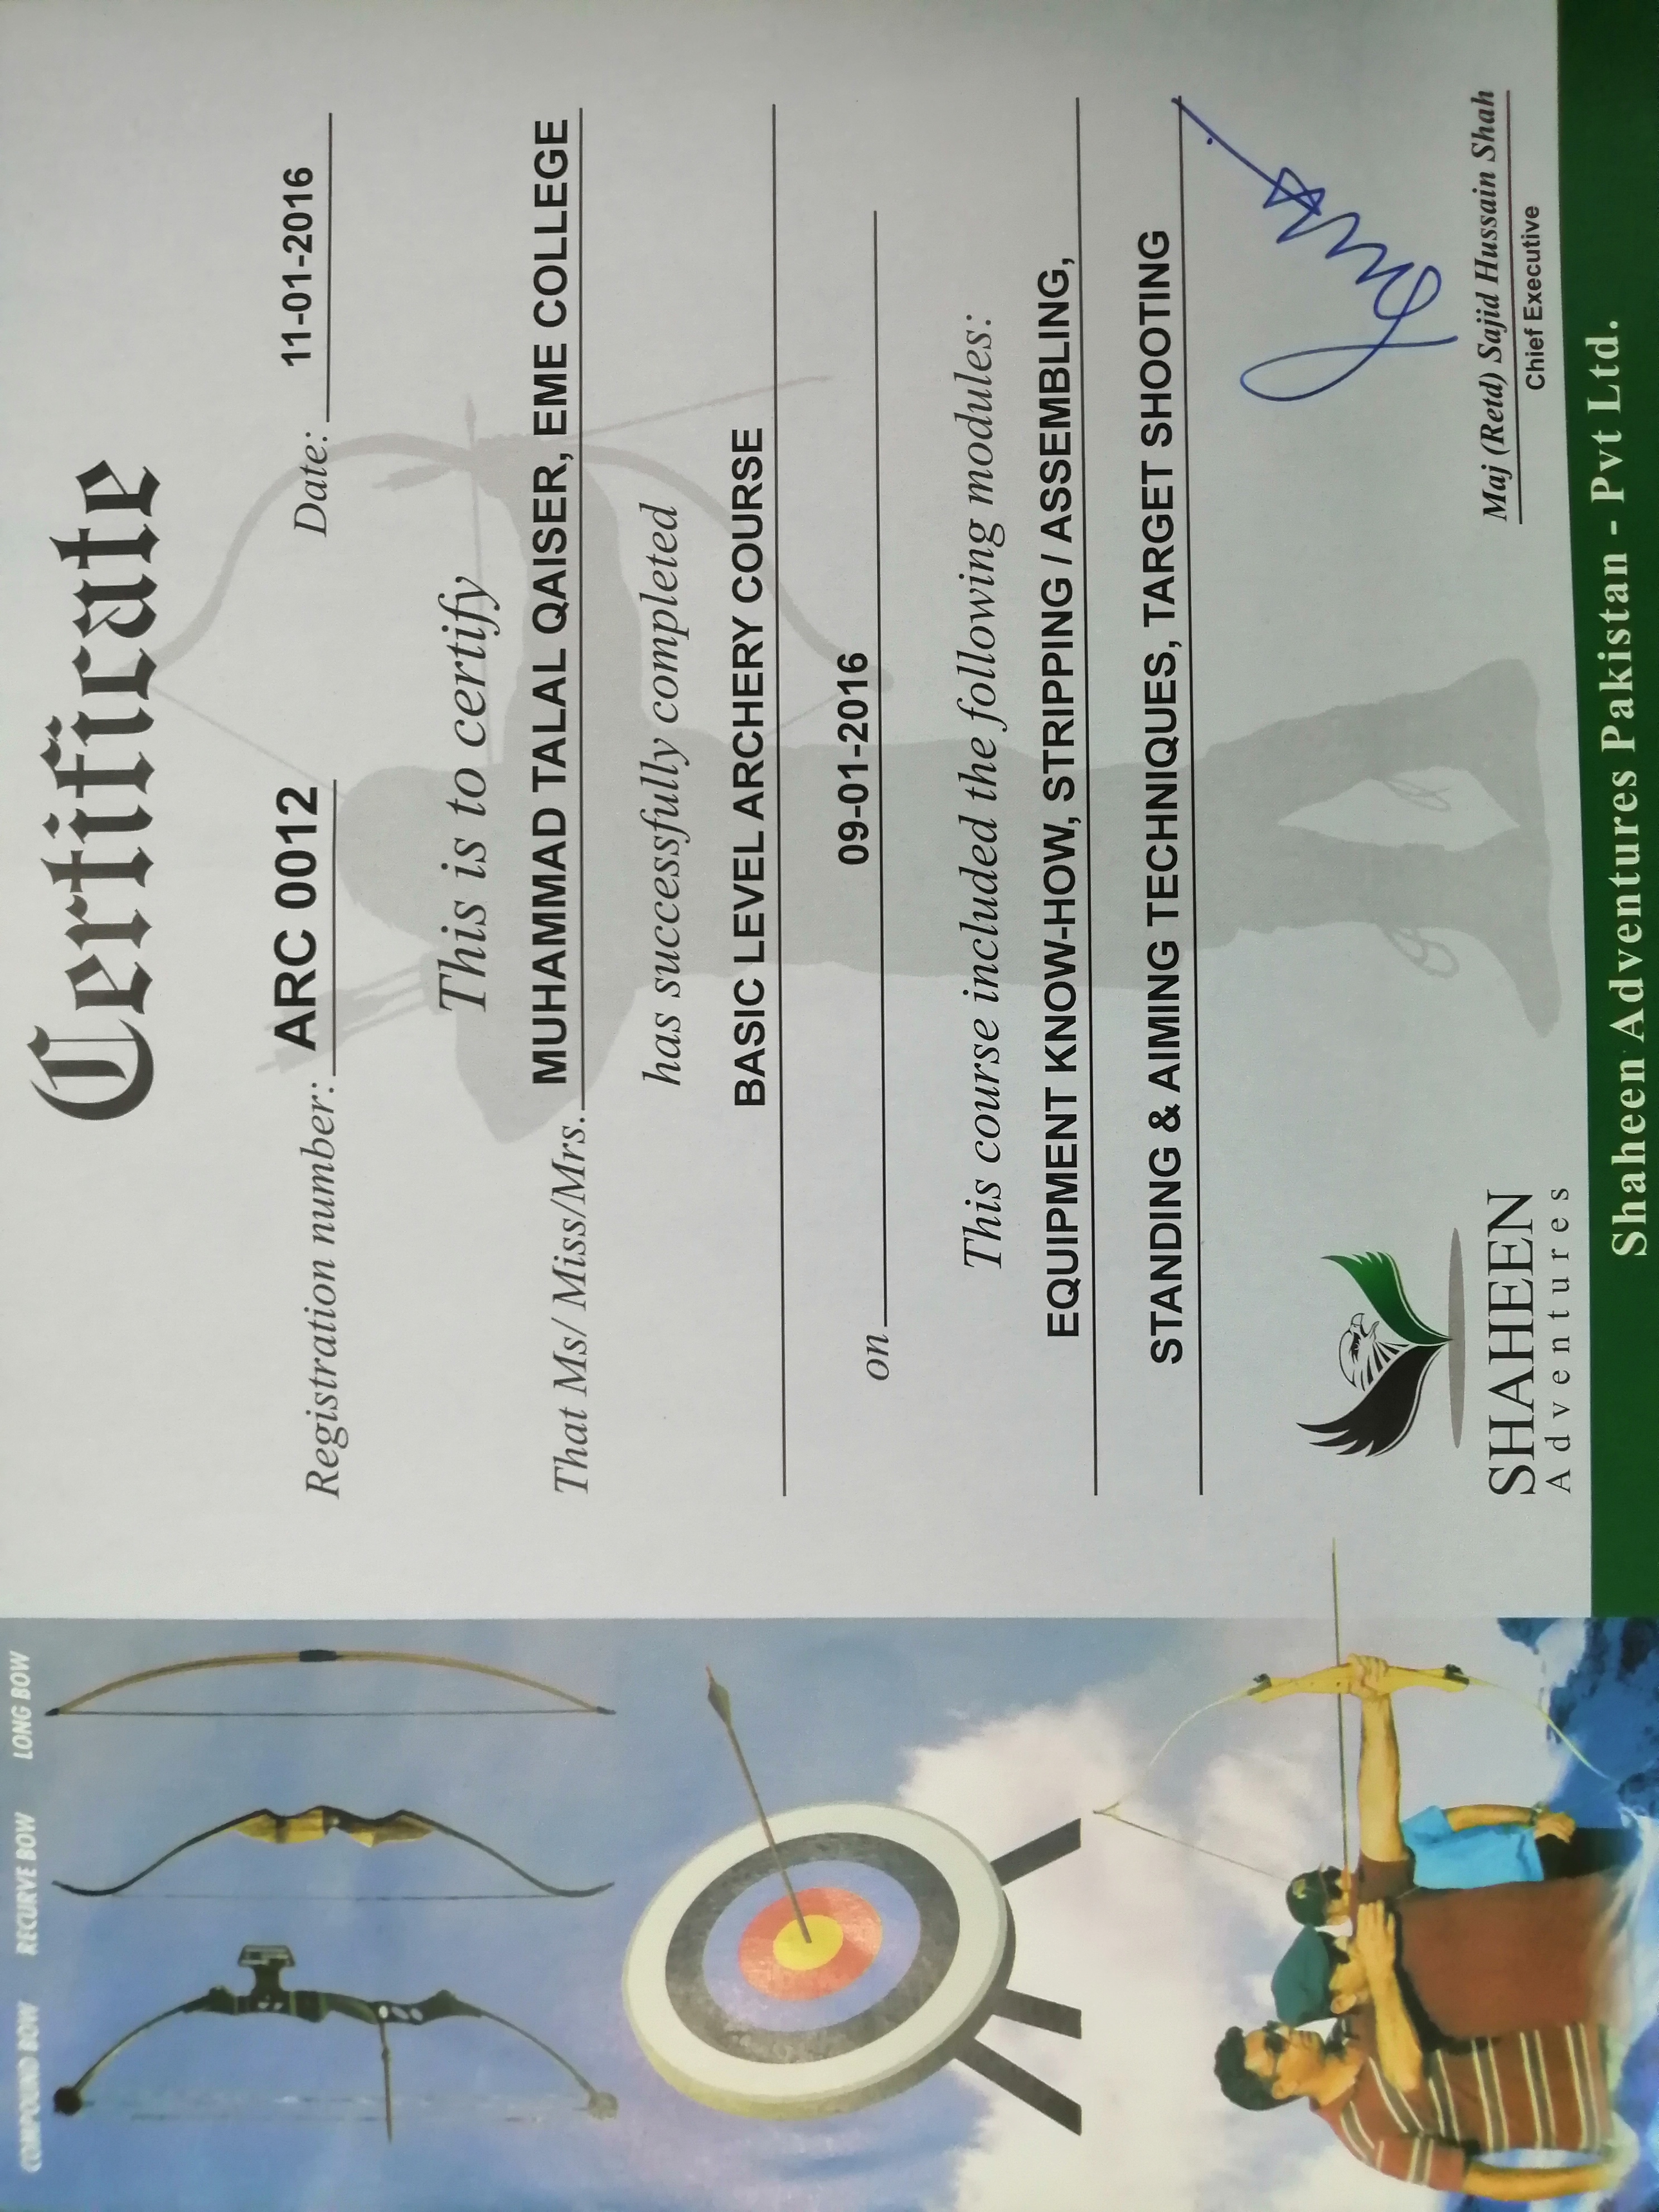 COMPOUND BOW RECURVE BOW LONG BOW
Certificate
Registration number: ARC 0012 Date: 11-01-2016
This is to certify
That Ms/ Miss/Mrs. MUHAMMAD TALAL QAISER, EME COLLEGE
has successfully completed
BASIC LEVEL ARCHERY COURSE
on 09-01-2016
This course included the following modules:
EQUIPMENT KNOW-HOW, STRIPPING / ASSEMBLING,
STANDING & AIMING TECHNIQUES, TARGET SHOOTING
SHAHEEN
Adventures
Maj (Retd) Sajid Hussain Shah
Chief Executive
Shaheen Adventures Pakistan - Pvt Ltd.